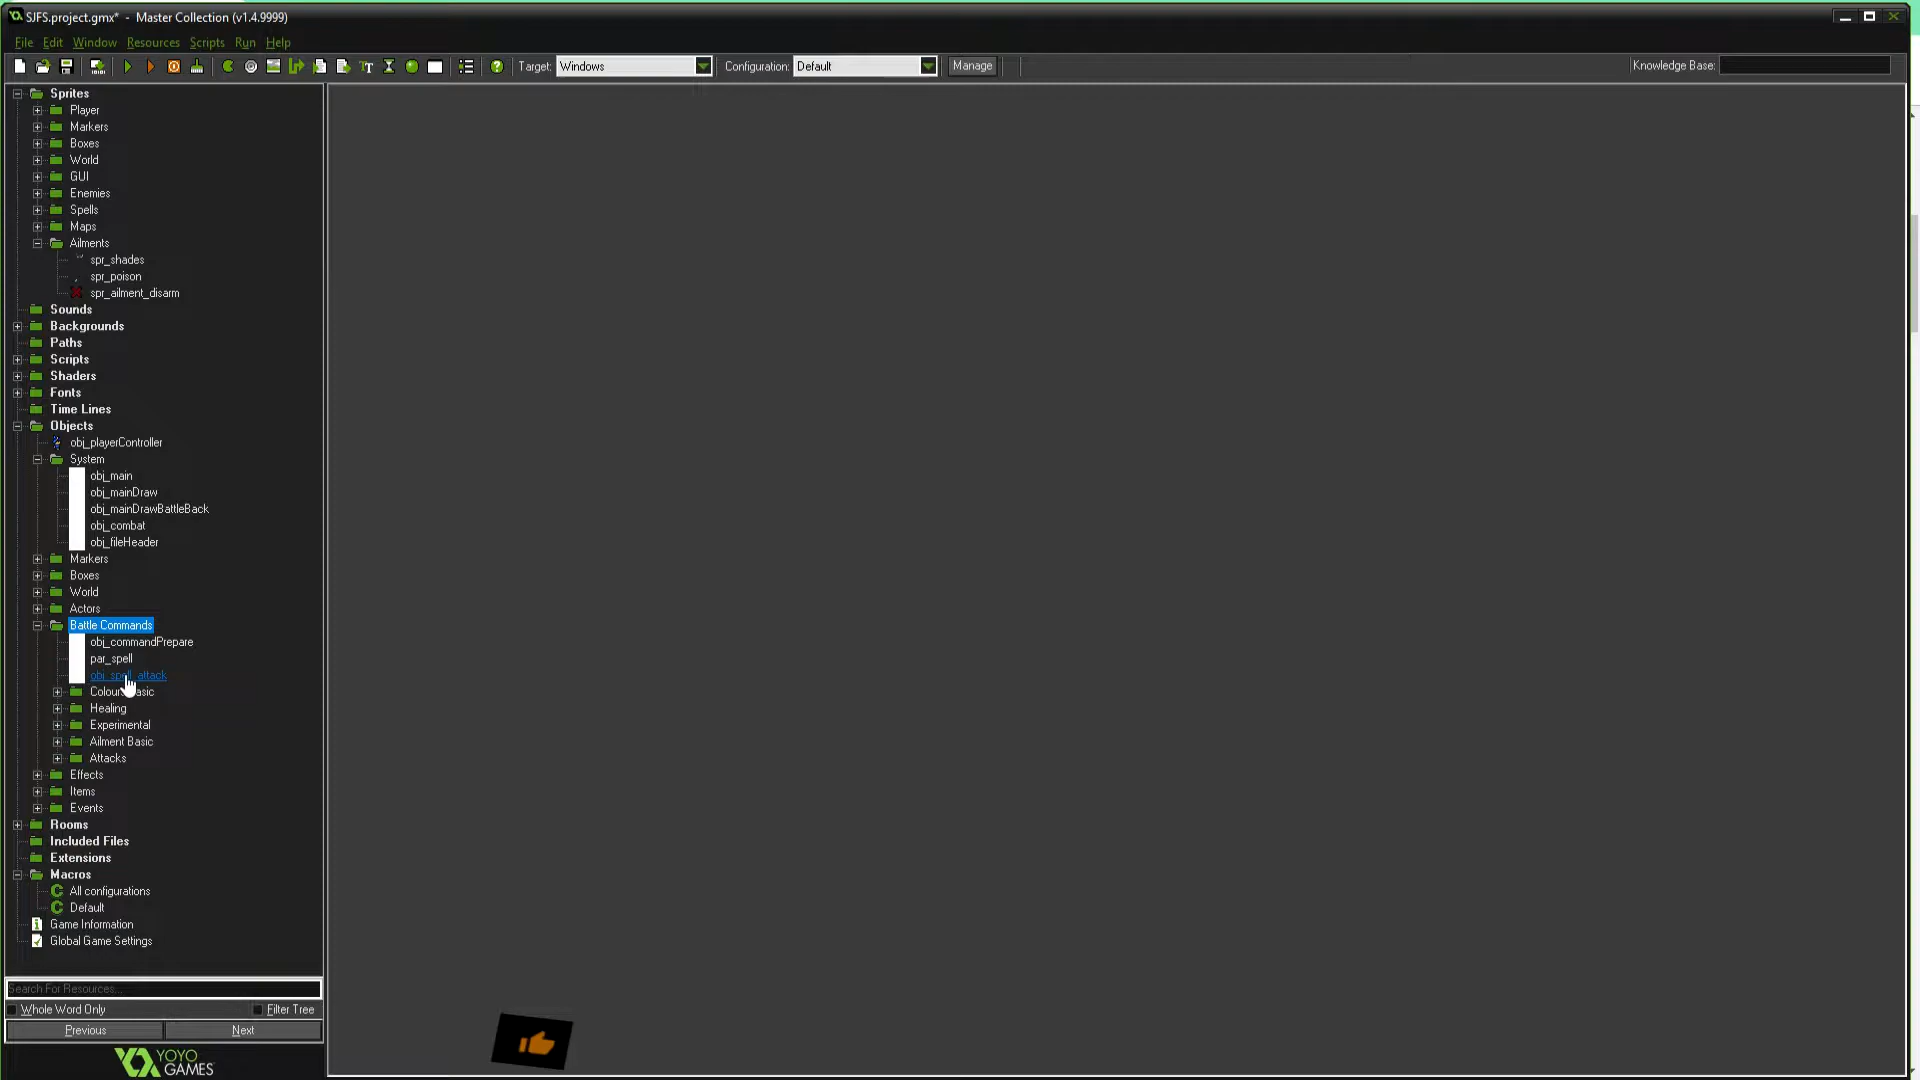 SJFS.project.gmx* - Master Collection (v1.4.9999)
File Edit Window Resources Scripts Run Help
Target: Windows Configuration: Default Manage Knowledge Base:
Sprites
Player
Markers
Boxes
World
GUI
Enemies
Spells
Maps
Ailments
spr_shades
spr_poison
spr_ailment_disarm
Sounds
Backgrounds
Paths
Scripts
Shaders
Fonts
Time Lines
Objects
obj_playerController
System
obj_main
obj_mainDraw
obj_mainDrawBattleBack
obj_combat
obj_fileHeader
Markers
Boxes
World
Actors
Battle Commands
obj_commandPrepare
par_spell
obj_spell_attack
Healing
Experimental
Ailment Basic
Attacks
Effects
Items
Events
Rooms
Included Files
Extensions
Macros
All configurations
Default
Game Information
Global Game Settings
Search For Resources...
Whole Word Only Filter Tree
Previous Next
YOYO
GAMES